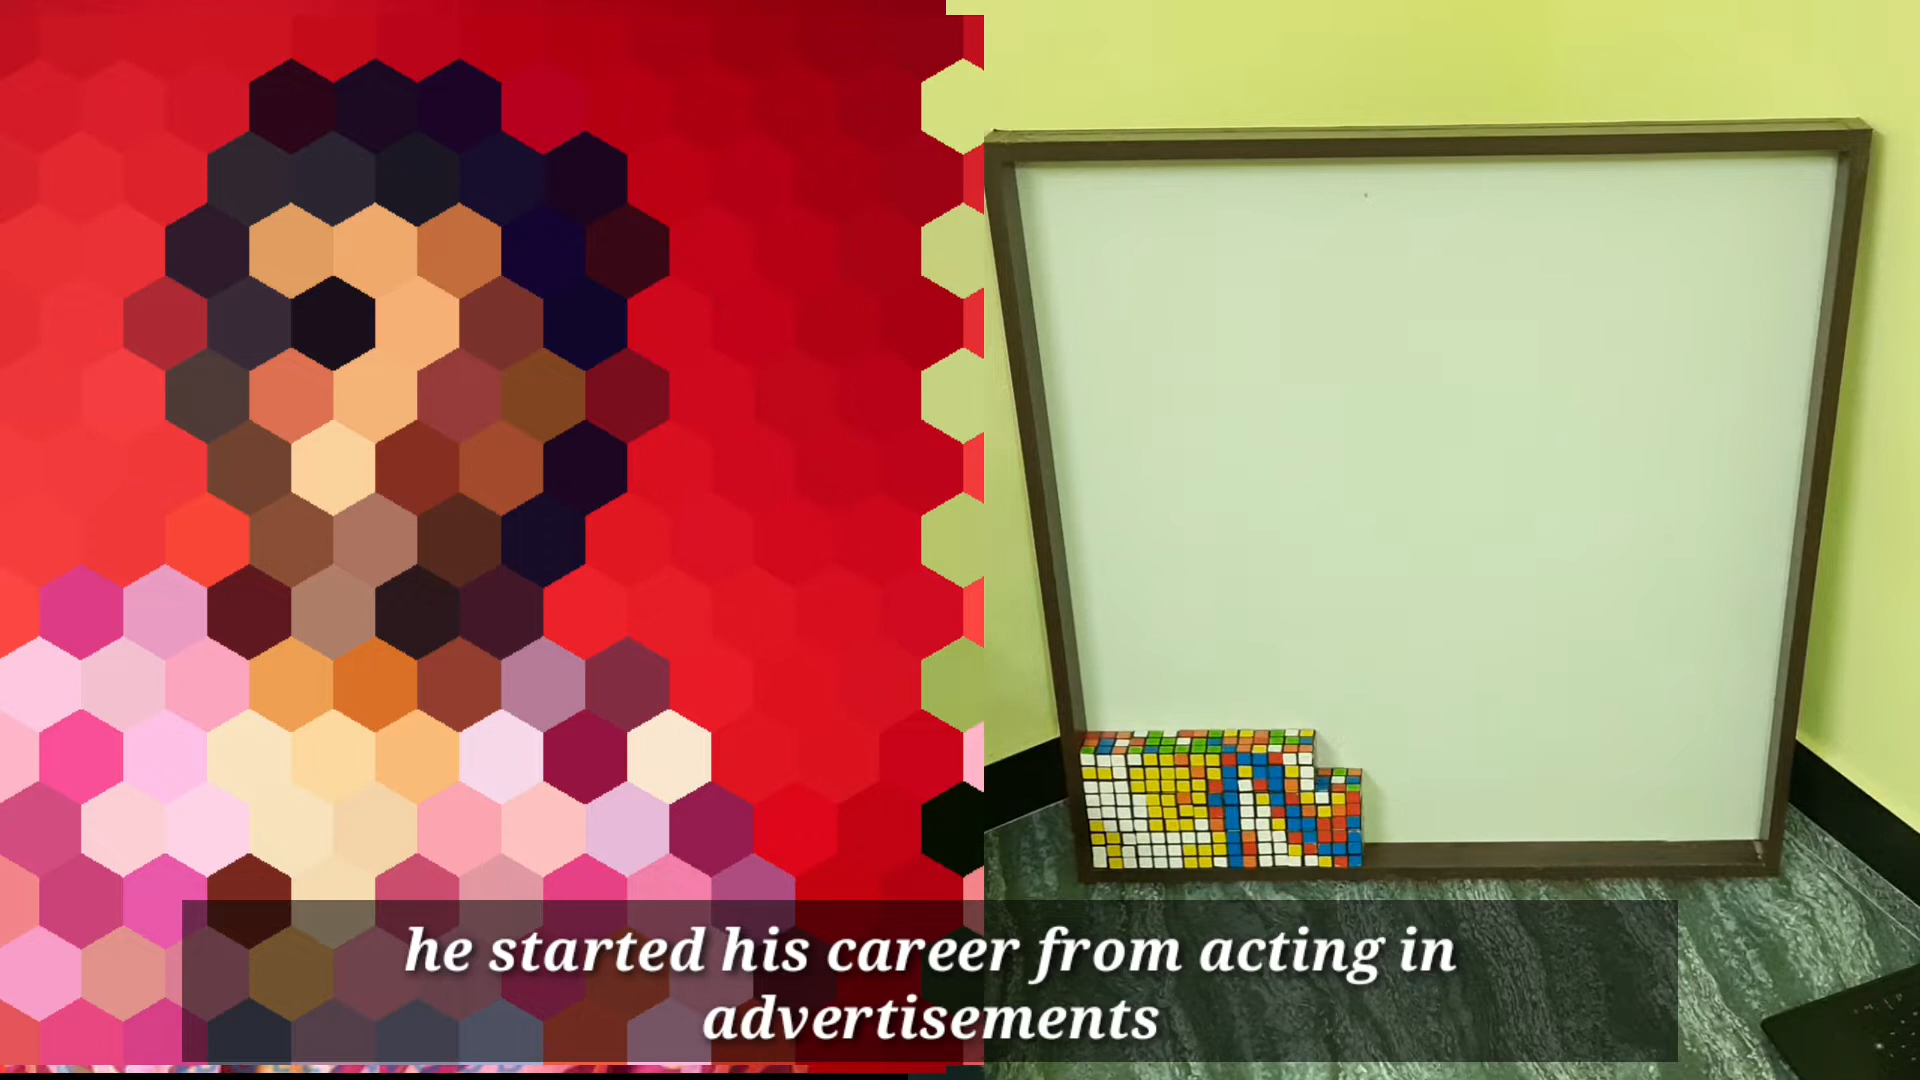 he started his career from acting in
advertisements